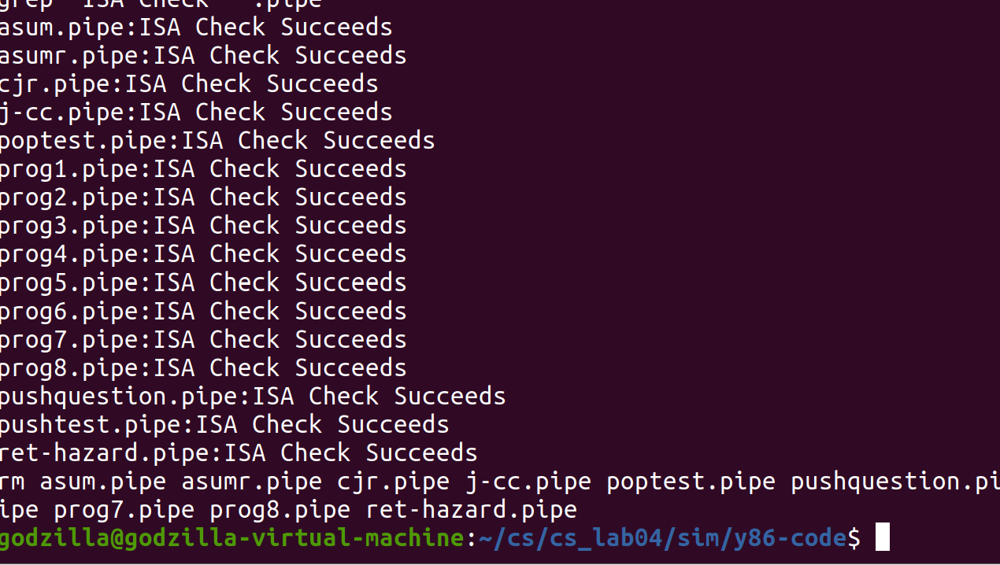 grep "ISA Check" *.pipe
asum.pipe:ISA Check Succeeds
asumr.pipe:ISA Check Succeeds
cjr.pipe:ISA Check Succeeds
j-cc.pipe:ISA Check Succeeds
poptest.pipe:ISA Check Succeeds
prog1.pipe:ISA Check Succeeds
prog2.pipe:ISA Check Succeeds
prog3.pipe:ISA Check Succeeds
prog4.pipe:ISA Check Succeeds
prog5.pipe:ISA Check Succeeds
prog6.pipe:ISA Check Succeeds
prog7.pipe:ISA Check Succeeds
prog8.pipe:ISA Check Succeeds
pushquestion.pipe:ISA Check Succeeds
pushtest.pipe:ISA Check Succeeds
ret-hazard.pipe:ISA Check Succeeds
rm asum.pipe asumr.pipe cjr.pipe j-cc.pipe poptest.pipe pushquestion.pi
ipe prog7.pipe prog8.pipe ret-hazard.pipe
godzilla@godzilla-virtual-machine:~/cs/cs_lab04/sim/y86-code$